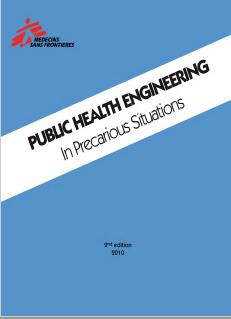 MEDECINS
SANS FRONTIERES
PUBLIC HEALTH ENGINEERING
In Precarious Situations
2nd edition
2010